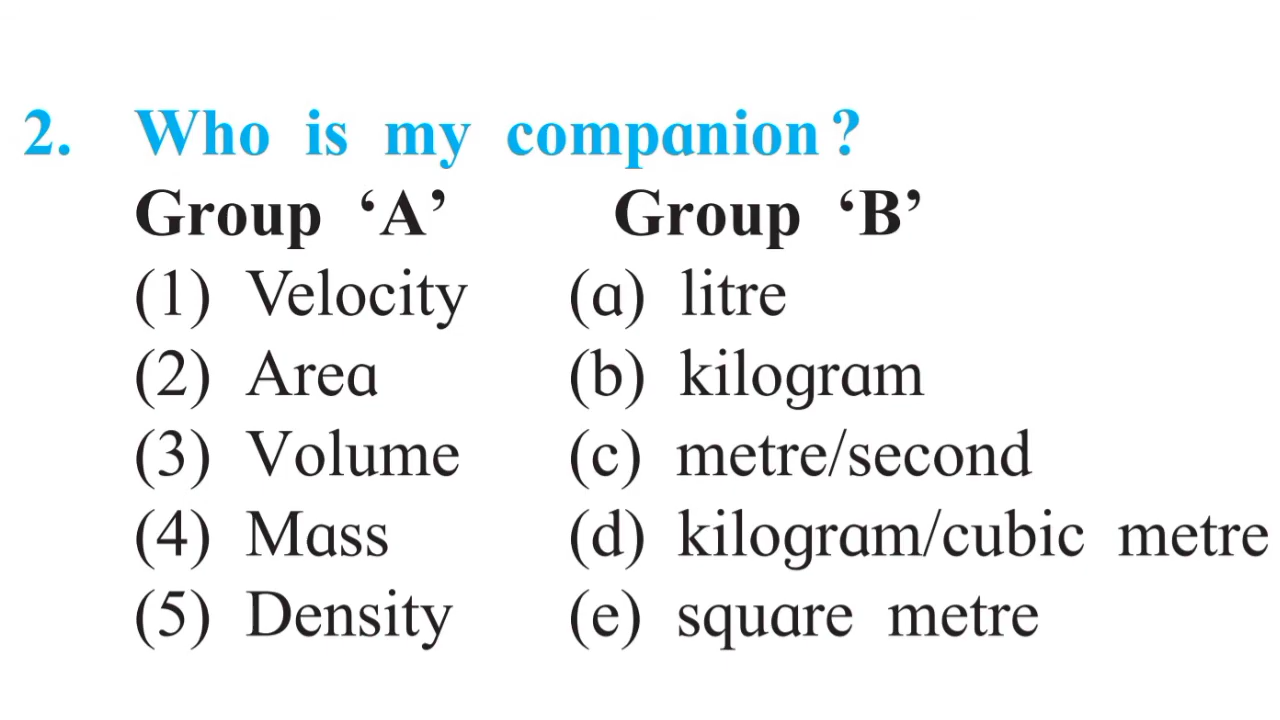 2. Who is my companion?
Group ‘A’ Group ‘B’
(1) Velocity (a) litre
(2) Area (b) kilogram
(3) Volume (c) metre/second
(4) Mass (d) kilogram/cubic metre
(5) Density (e) square metre